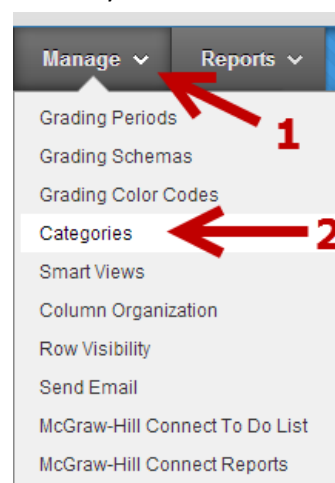 Manage Reports
1
Grading Periods
Grading Schemas
Grading Color Codes
Categories 2
Smart Views
Column Organization
Row Visibility
Send Email
McGraw-Hill Connect To Do List
McGraw-Hill Connect Reports